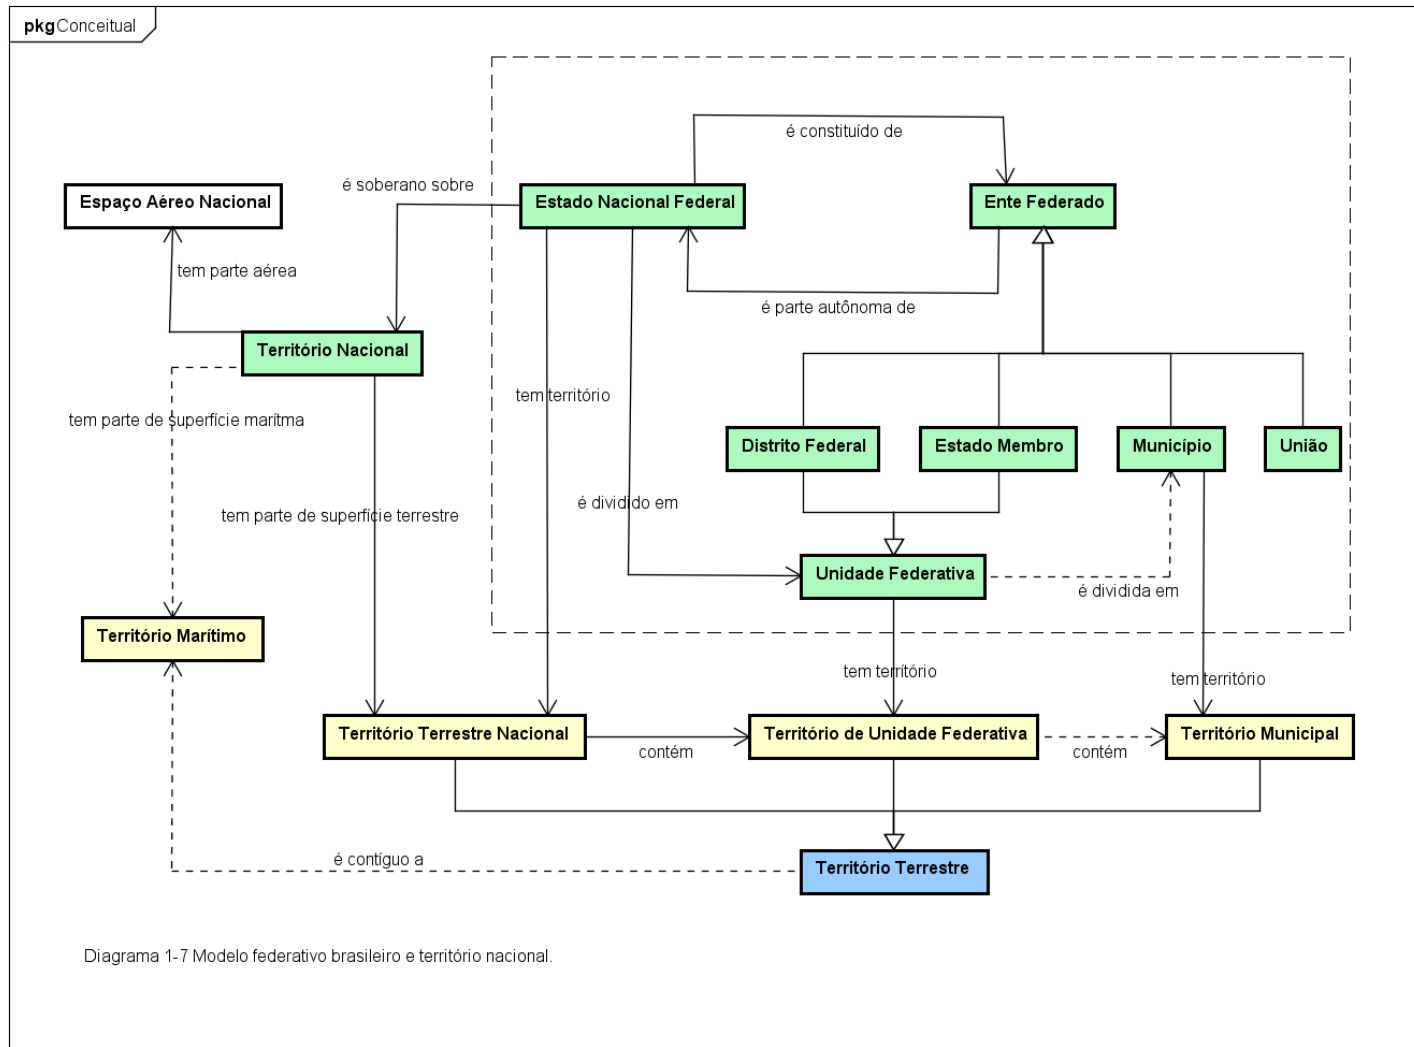 pkg Conceitual
é constituído de
é soberano sobre
Espaço Aéreo Nacional
Estado Nacional Federal
Ente Federado
tem parte aérea
é parte autônoma de
Território Nacional
tem território
tem parte de superfície marítma
Distrito Federal
Estado Membro
Município
União
é dividido em
tem parte de superfície terrestre
Unidade Federativa
é dividida em
Território Marítimo
tem terrítório
tem território
Território Terrestre Nacional
Território de Unidade Federativa
Território Municipal
contém
contém
é contíguo a
Território Terrestre
Diagrama 1-7 Modelo federativo brasileiro e território nacional.